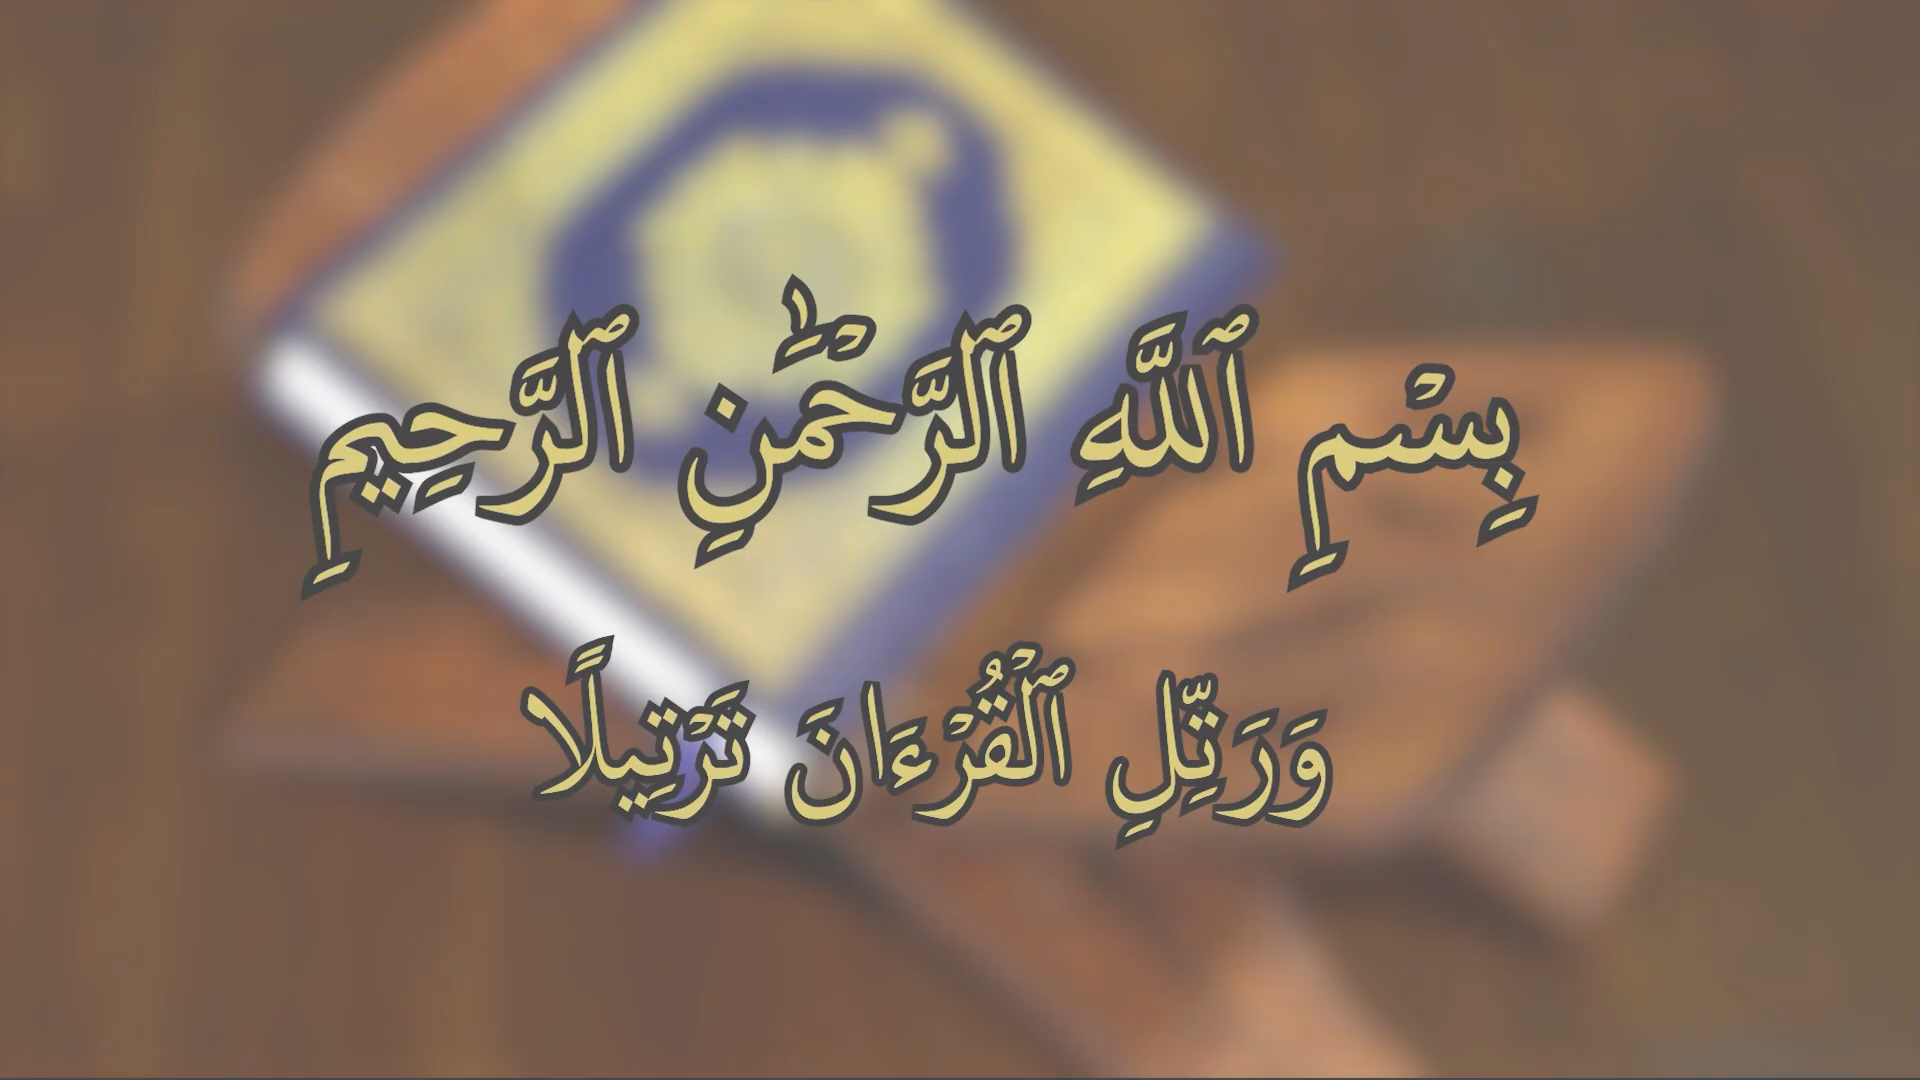 بِسْمِ ٱللَّهِ ٱلرَّحْمَٰنِ ٱلرَّحِيمِ
وَرَتِّلِ ٱلْقُرْءَانَ تَرْتِيلًا